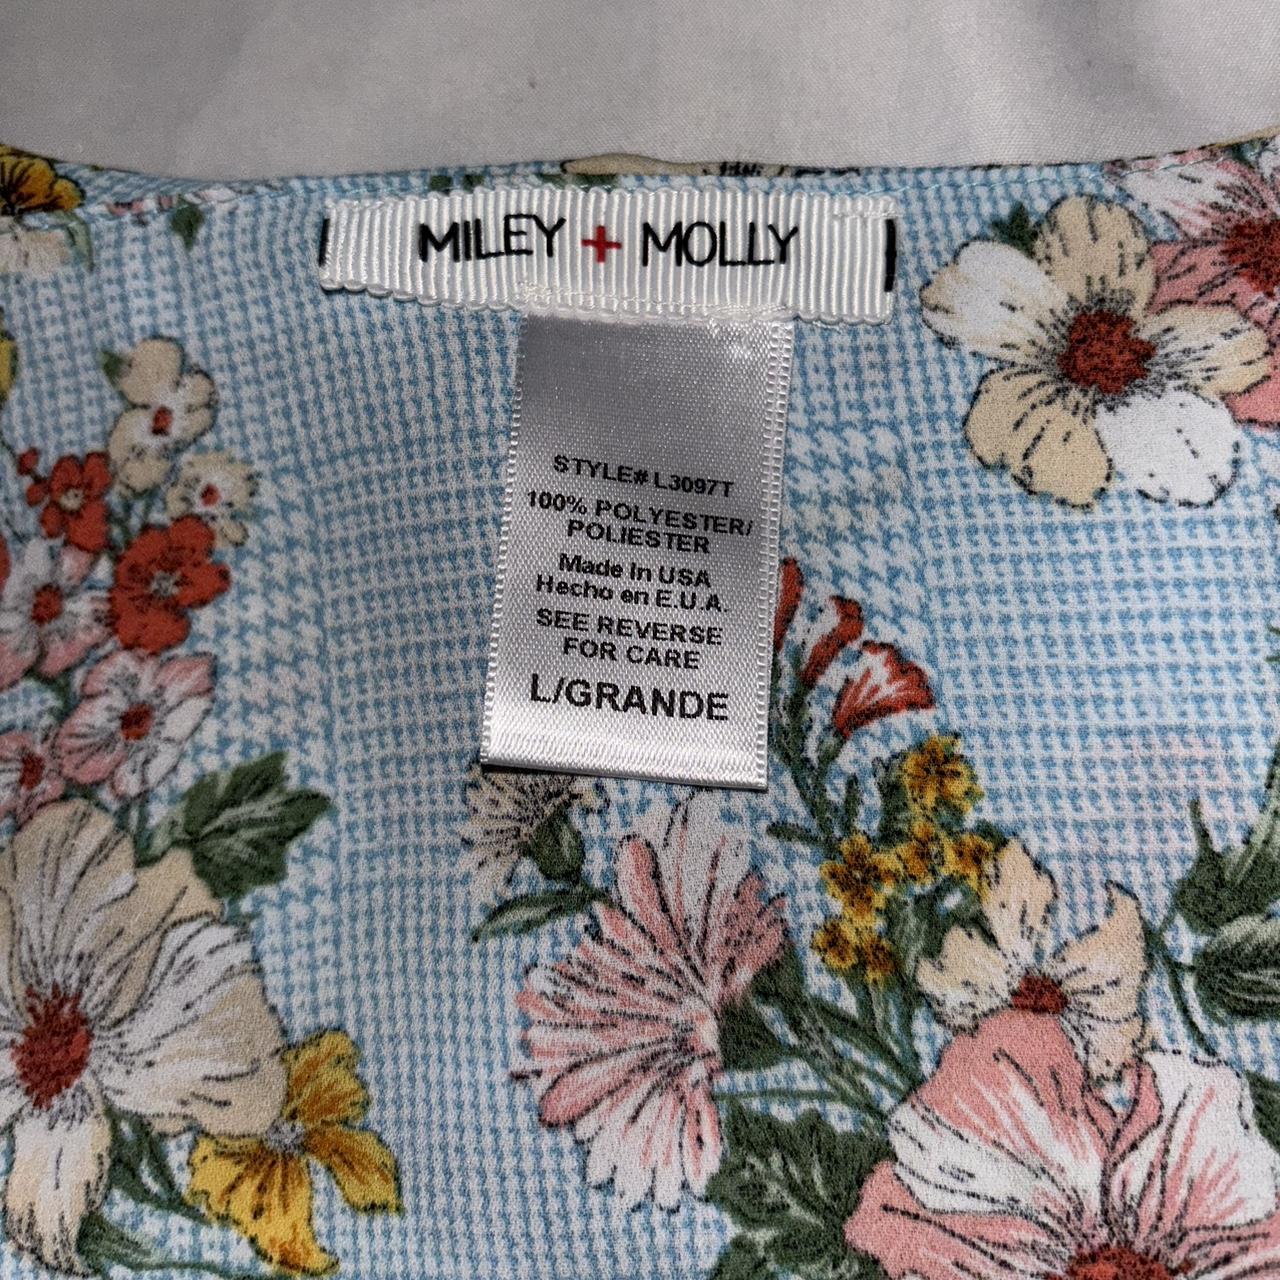 MILEY + MOLLY
STYLE# L3097T
100% POLYESTER/
POLIESTER
Made In USA
Hecho en E.U.A.
SEE REVERSE
FOR CARE
L/GRANDE